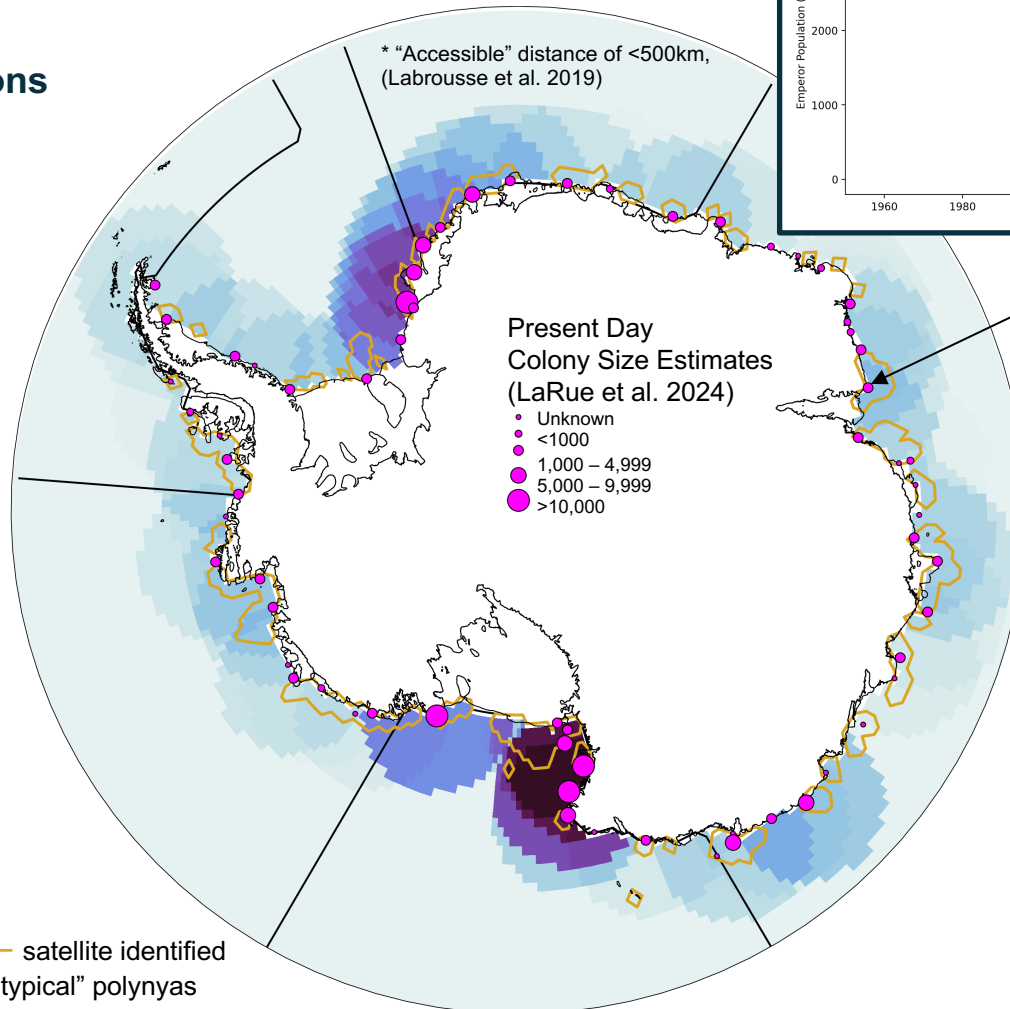 ons
* “Accessible” distance of <500km,
(Labrousse et al. 2019)
Emperor Population (
2000
1000
0
1960
1980
Present Day
Colony Size Estimates
(LaRue et al. 2024)
Unknown
<1000
1,000 – 4,999
5,000 – 9,999
>10,000
satellite identified
typical” polynyas